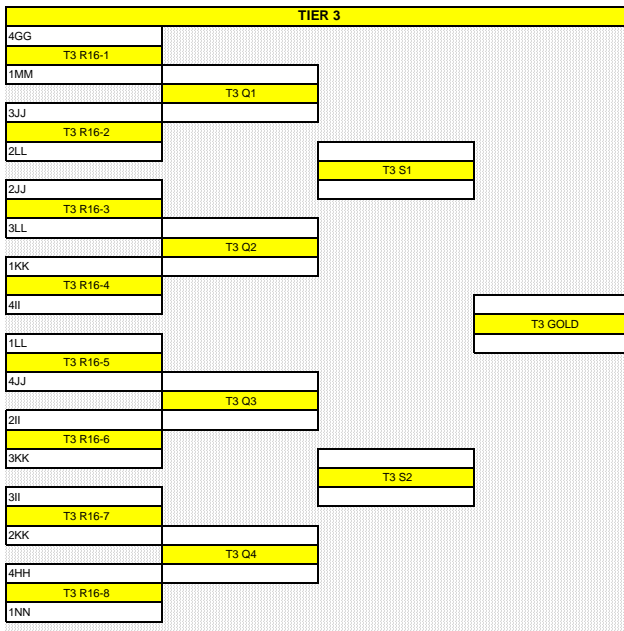 TIER 3
4GG
T3 R16-1
1MM
T3 Q1
3JJ
T3 R16-2
2LL
T3 S1
2JJ
T3 R16-3
3LL
T3 Q2
1KK
T3 R16-4
4II
T3 GOLD
1LL
T3 R16-5
4JJ
T3 Q3
2II
T3 R16-6
3KK
T3 S2
3II
T3 R16-7
2KK
T3 Q4
4HH
T3 R16-8
1NN